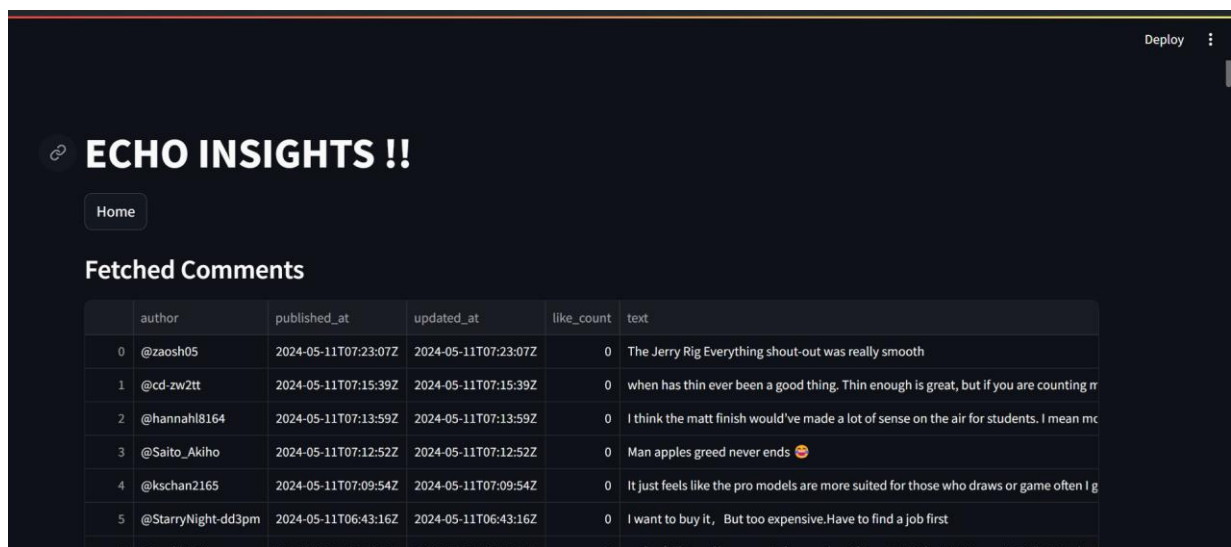 Deploy
ECHO INSIGHTS !!
Home
Fetched Comments
author published_at updated_at like_count text
0 @zaosh05 2024-05-11T07:23:07Z 2024-05-11T07:23:07Z 0 The Jerry Rig Everything shout-out was really smooth
1 @cd-zw2tt 2024-05-11T07:15:39Z 2024-05-11T07:15:39Z 0 when has thin ever been a good thing. Thin enough is great, but if you are counting
2 @hannahl8164 2024-05-11T07:13:59Z 2024-05-11T07:13:59Z 0 I think the matt finish would've made a lot of sense on the air for students. I mean
3 @Saito_Akiho 2024-05-11T07:12:52Z 2024-05-11T07:12:52Z 0 Man apples greed never ends 😂
4 @kschan2165 2024-05-11T07:09:54Z 2024-05-11T07:09:54Z 0 It just feels like the pro models are more suited for those who draws or game often I
5 @StarryNight-dd3pm 2024-05-11T06:43:16Z 2024-05-11T06:43:16Z 0 I want to buy it，But too expensive.Have to find a job first